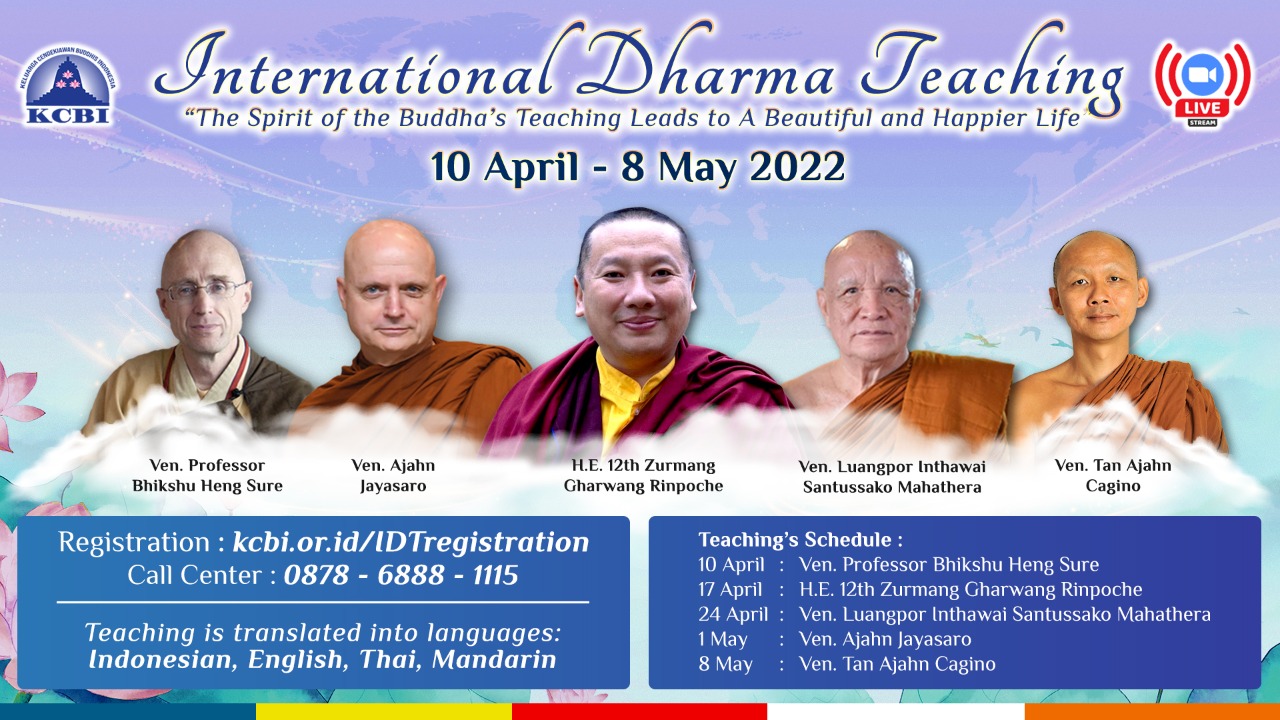 KELUARGA CENDEKIAWAN BUDDHIS INDONESIA
KCBI
International Dharma Teaching
“The Spirit of the Buddha’s Teaching Leads to A Beautiful and Happier Life”
10 April - 8 May 2022
LIVE
STREAM
Ven. Professor
Bhikshu Heng Sure
Ven. Ajahn
Jayasaro
H.E. 12th Zurmang
Gharwang Rinpoche
Ven. Luangpor Inthawai
Santussako Mahathera
Ven. Tan Ajahn
Cagino
Registration : kcbi.or.id/IDTregistration
Call Center : 0878 - 6888 - 1115
Teaching is translated into languages:
Indonesian, English, Thai, Mandarin
Teaching's Schedule :
10 April : Ven. Professor Bhikshu Heng Sure
17 April : H.E. 12th Zurmang Gharwang Rinpoche
24 April : Ven. Luangpor Inthawai Santussako Mahathera
1 May : Ven. Ajahn Jayasaro
8 May : Ven. Tan Ajahn Cagino